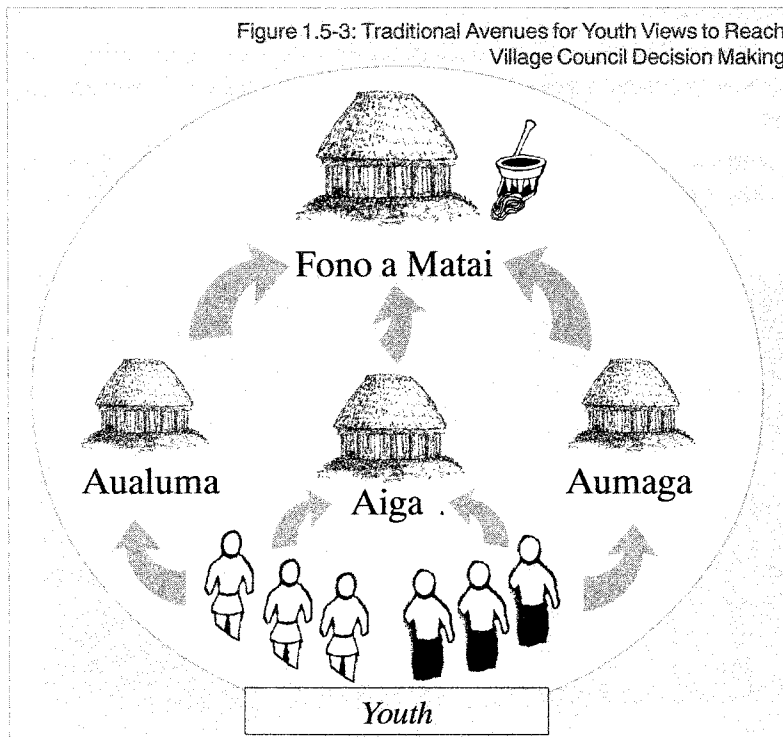 Figure 1.5-3: Traditional Avenues for Youth Views to Reach
Village Council Decision Making
Fono a Matai
Aualuma
Aiga
Aumaga
Youth